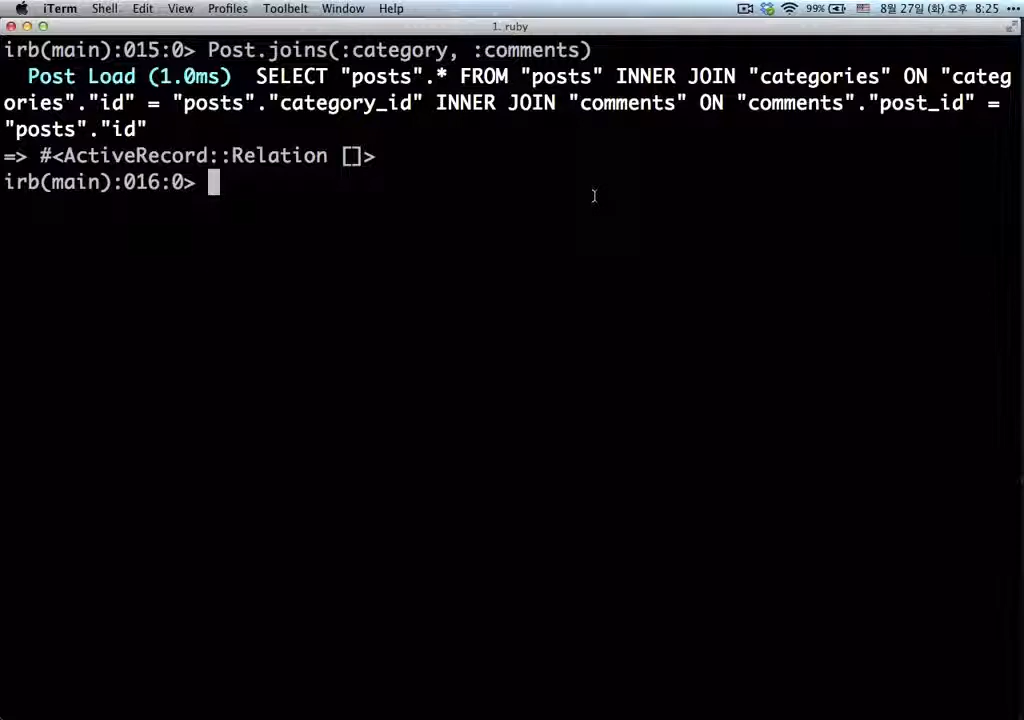 iTerm Shell Edit View Profiles Toolbelt Window Help 99% 8월 27일 (화) 오후 8:25
1. ruby
irb(main):015:0> Post.joins(:category, :comments)
Post Load (1.0ms)  SELECT "posts".* FROM "posts" INNER JOIN "categories" ON "categ
ories"."id" = "posts"."category_id" INNER JOIN "comments" ON "comments"."post_id" =
"posts"."id"
=> #<ActiveRecord::Relation []>
irb(main):016:0>